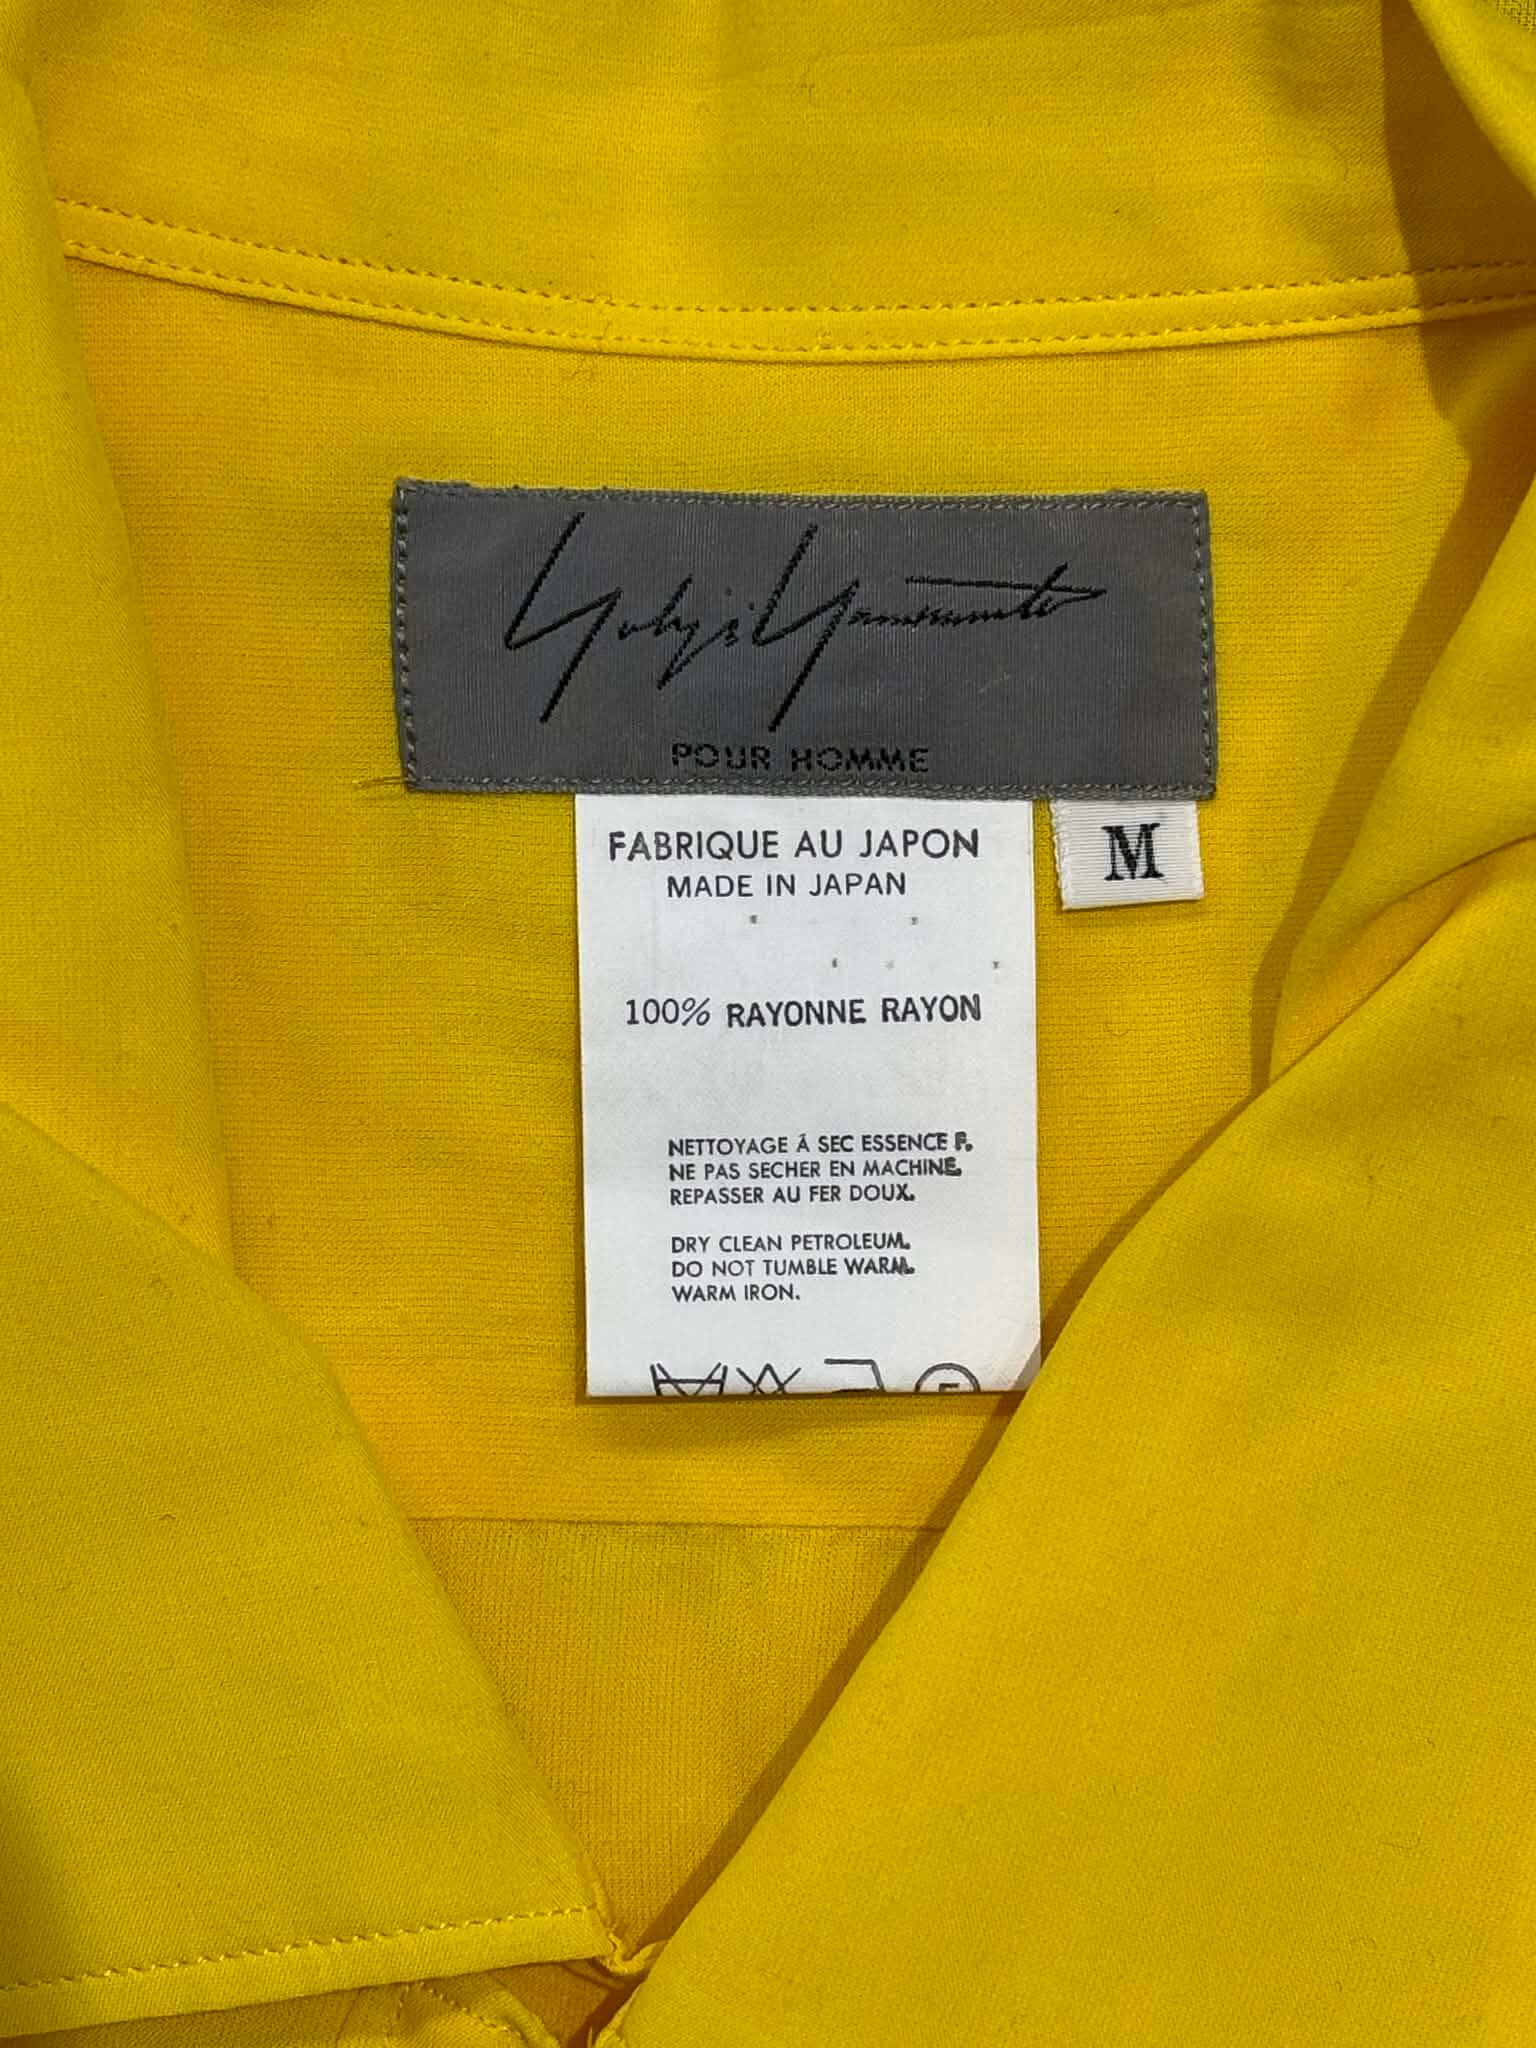 Yohji Yamamoto
POUR HOMME
FABRIQUE AU JAPON
MADE IN JAPAN
M
100% RAYONNE RAYON
NETTOYAGE Á SEC ESSENCE F.
NE PAS SECHER EN MACHINE.
REPASSER AU FER DOUX.
DRY CLEAN PETROLEUM.
DO NOT TUMBLE WARM.
WARM IRON.
F